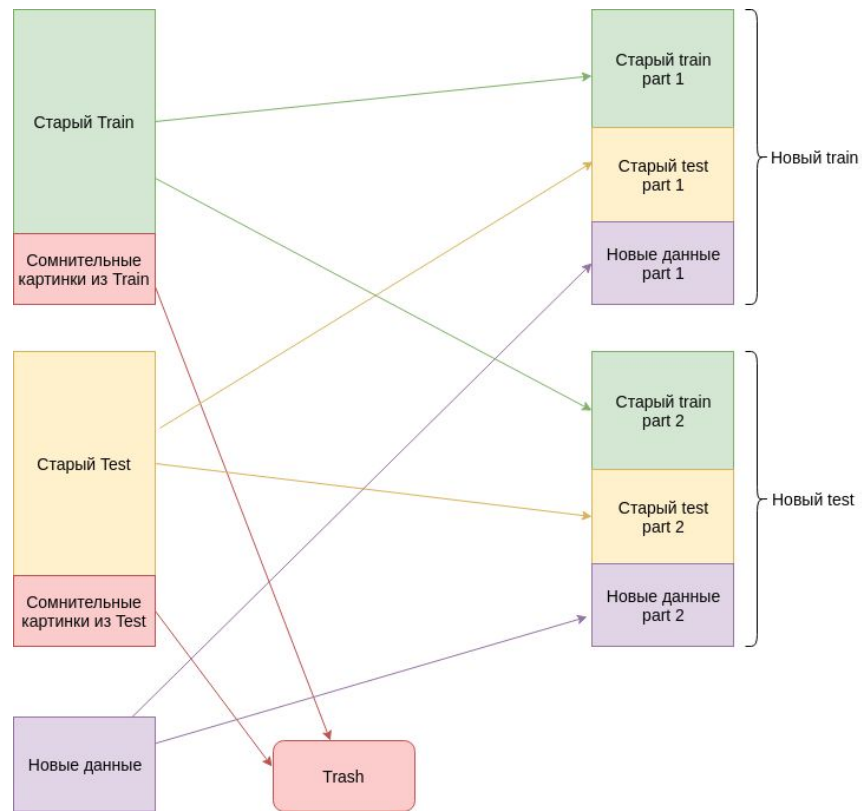 Старый Train
Сомнительные
картинки из Train
Старый Test
Сомнительные
картинки из Test
Новые данные
Trash
Старый train
part 1
Старый test
part 1
Новые данные
part 1
Новый train
Старый train
part 2
Старый test
part 2
Новые данные
part 2
Новый test